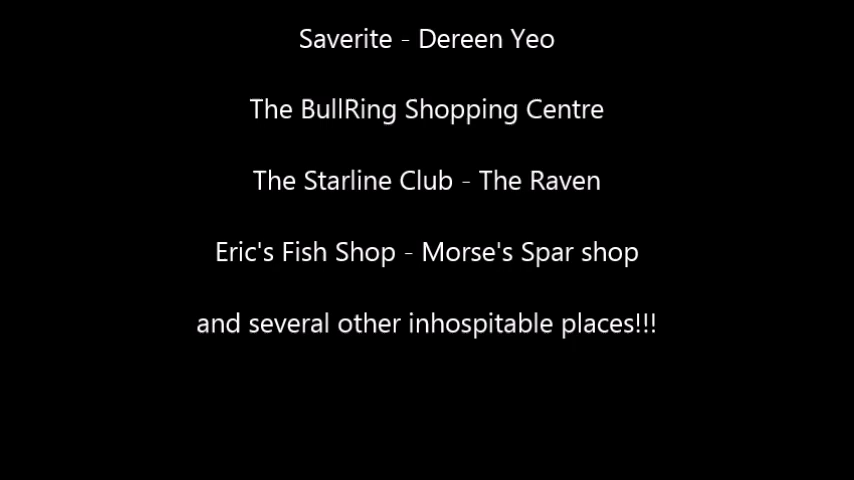 Saverite - Dereen Yeo
The BullRing Shopping Centre
The Starline Club - The Raven
Eric's Fish Shop - Morse's Spar shop
and several other inhospitable places!!!